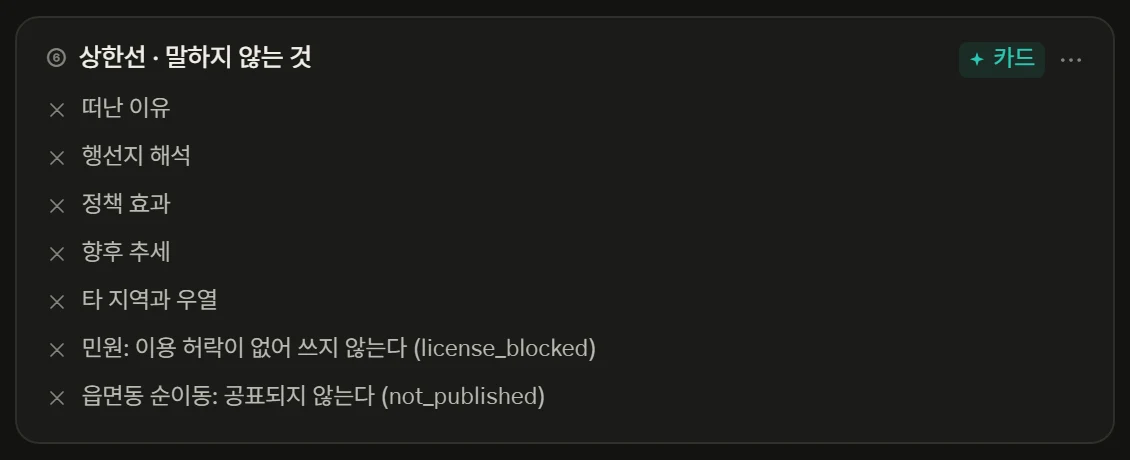 ⑥ 상한선 · 말하지 않는 것
✦ 카드 ···
× 떠난 이유
× 행선지 해석
× 정책 효과
× 향후 추세
× 타 지역과 우열
× 민원: 이용 허락이 없어 쓰지 않는다 (license_blocked)
× 읍면동 순이동: 공표되지 않는다 (not_published)